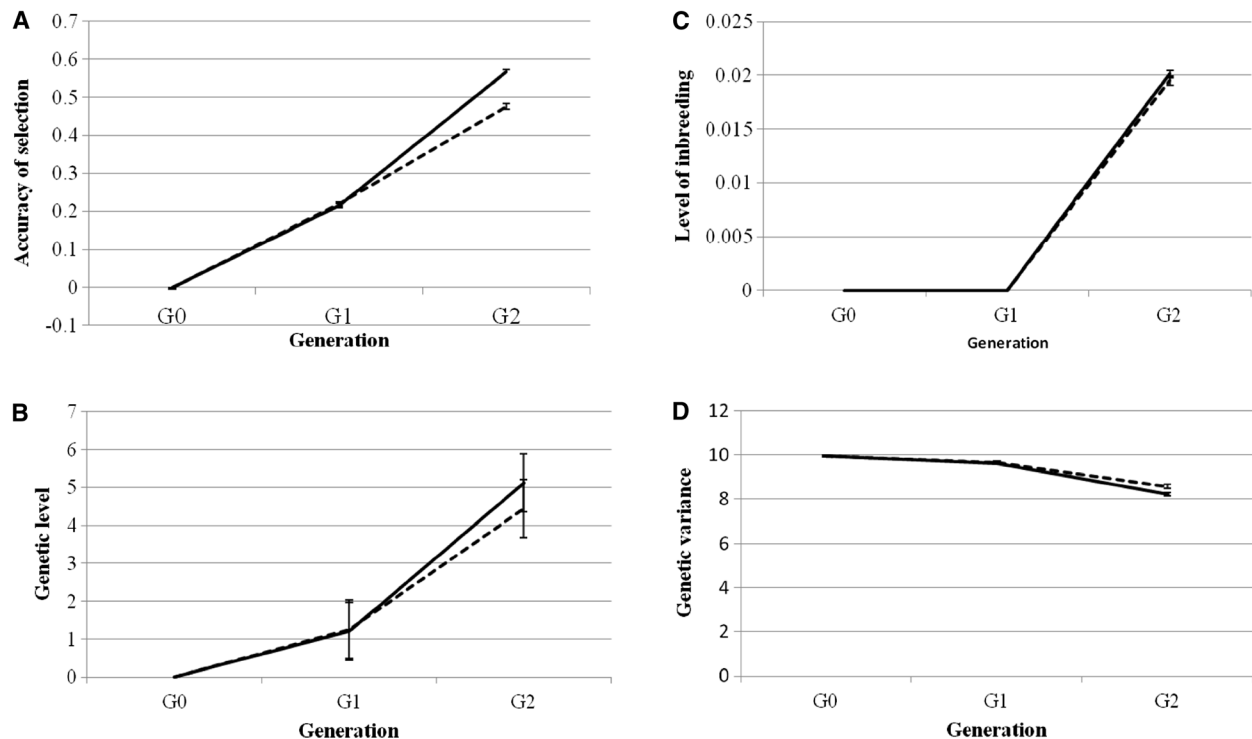 A
0.7
0.6
0.5
0.4
0.3
0.2
0.1
0
-0.1
Accuracy of selection
G0 G1 G2
Generation
B
7
6
5
4
3
2
1
0
Genetic level
G0 G1 G2
Generation
C
0.025
0.02
0.015
0.01
0.005
0
Level of inbreeding
G0 G1 G2
Generation
D
12
10
8
6
4
2
0
Genetic variance
G0 G1 G2
Generation